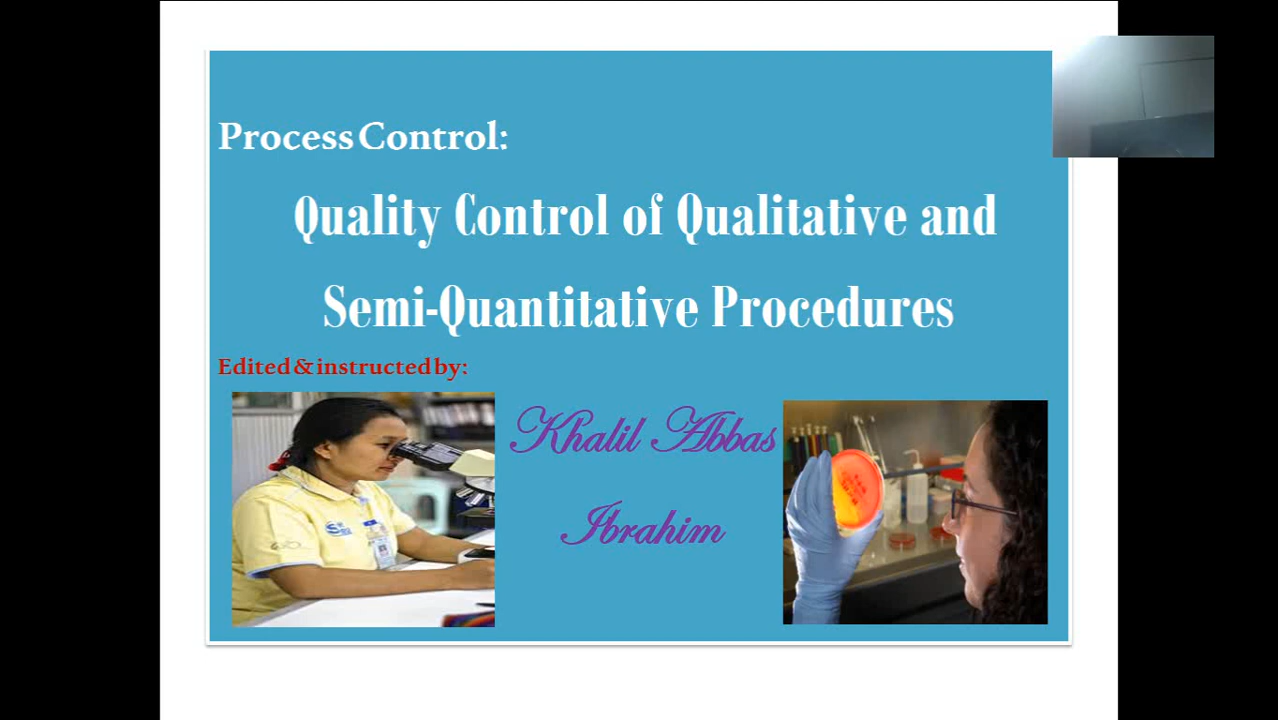 Process Control:
Quality Control of Qualitative and
Semi-Quantitative Procedures
Edited & instructed by:
Khalil Abbas
Ibrahim